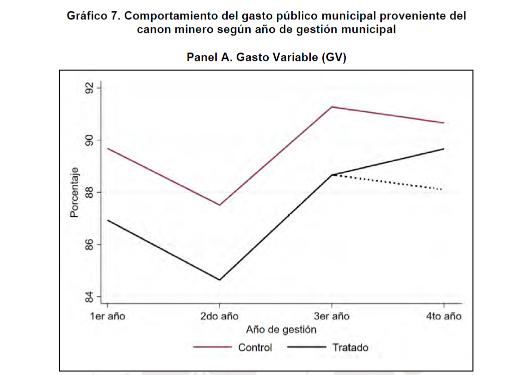 Gráfico 7. Comportamiento del gasto público municipal proveniente del
canon minero según año de gestión municipal
Panel A. Gasto Variable (GV)
Porcentaje
92
90
88
86
84
1er año 2do año 3er año 4to año
Año de gestión
Control Tratado